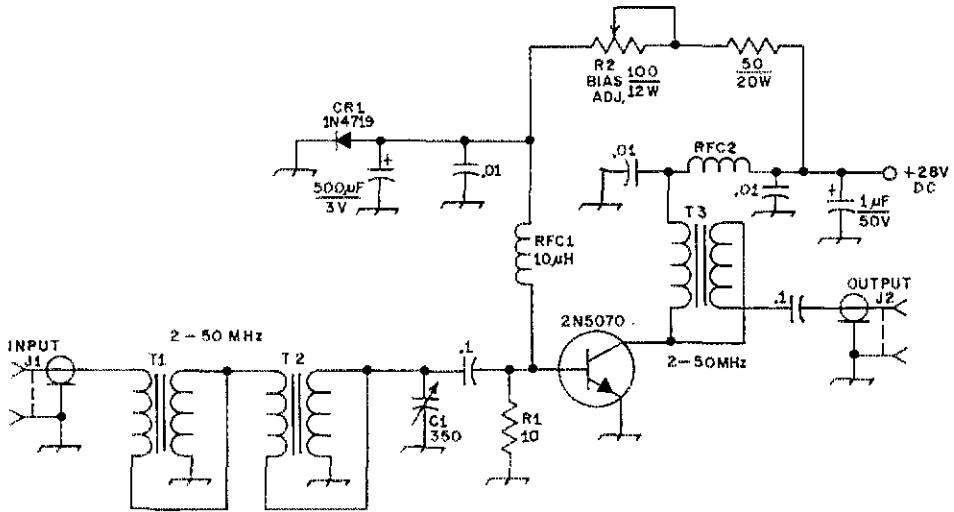 R2
BIAS
ADJ.
100
12W
50
20W
CR1
1N4719
.01
500µF
3V
+
.01
RFC2
.01
+28V
DC
+
1µF
50V
T3
RFC1
10µH
OUTPUT
J2
.1
2N5070
2-50MHz
2-50 MHz
INPUT
J1
T1
T2
.1
C1
350
R1
10